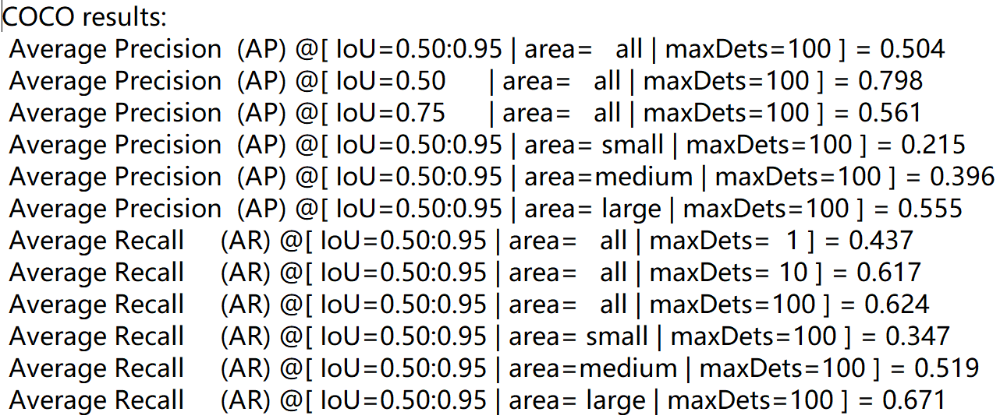 COCO results:
Average Precision  (AP) @[ IoU=0.50:0.95 | area=   all | maxDets=100 ] = 0.504
Average Precision  (AP) @[ IoU=0.50      | area=   all | maxDets=100 ] = 0.798
Average Precision  (AP) @[ IoU=0.75      | area=   all | maxDets=100 ] = 0.561
Average Precision  (AP) @[ IoU=0.50:0.95 | area= small | maxDets=100 ] = 0.215
Average Precision  (AP) @[ IoU=0.50:0.95 | area=medium | maxDets=100 ] = 0.396
Average Precision  (AP) @[ IoU=0.50:0.95 | area= large | maxDets=100 ] = 0.555
Average Recall     (AR) @[ IoU=0.50:0.95 | area=   all | maxDets=  1 ] = 0.437
Average Recall     (AR) @[ IoU=0.50:0.95 | area=   all | maxDets= 10 ] = 0.617
Average Recall     (AR) @[ IoU=0.50:0.95 | area=   all | maxDets=100 ] = 0.624
Average Recall     (AR) @[ IoU=0.50:0.95 | area= small | maxDets=100 ] = 0.347
Average Recall     (AR) @[ IoU=0.50:0.95 | area=medium | maxDets=100 ] = 0.519
Average Recall     (AR) @[ IoU=0.50:0.95 | area= large | maxDets=100 ] = 0.671